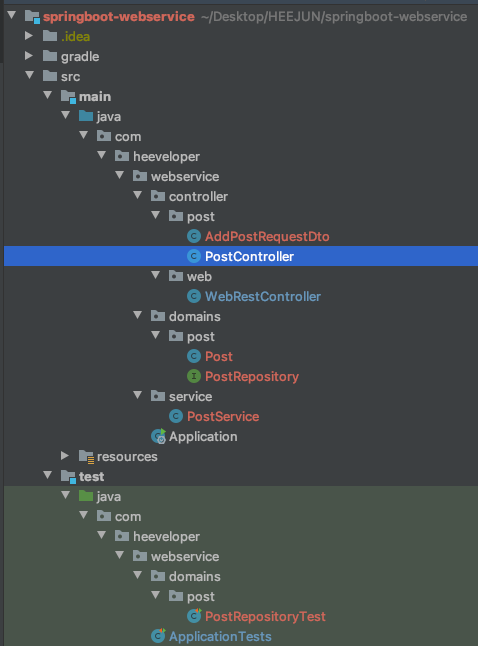 springboot-webservice ~/Desktop/HEEJUN/springboot-webservice
.idea
gradle
src
main
java
com
heeveloper
webservice
controller
post
AddPostRequestDto
PostController
web
WebRestController
domains
post
Post
PostRepository
service
PostService
Application
resources
test
java
com
heeveloper
webservice
domains
post
PostRepositoryTest
ApplicationTests